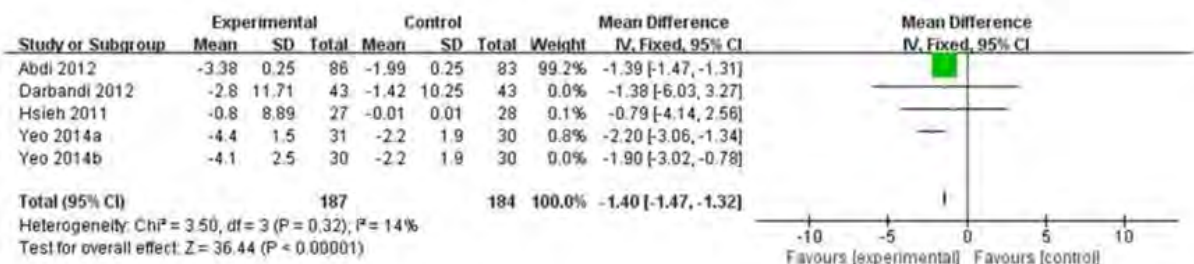 Experimental Control Mean Difference Mean Difference
Study or Subgroup Mean SD Total Mean SD Total Weight IV, Fixed, 95% CI IV, Fixed, 95% CI
Abdi 2012 -3.38 0.25 86 -1.99 0.25 83 99.2% -1.39 [-1.47, -1.31]
Darbandi 2012 -2.8 11.71 43 -1.42 10.25 43 0.0% -1.38 [-6.03, 3.27]
Hsieh 2011 -0.8 8.89 27 -0.01 0.01 28 0.1% -0.79 [-4.14, 2.56]
Yeo 2014a -4.4 1.5 31 -2.2 1.9 30 0.8% -2.20 [-3.06, -1.34]
Yeo 2014b -4.1 2.5 30 -2.2 1.9 30 0.0% -1.90 [-3.02, -0.78]
Total (95% CI) 187 184 100.0% -1.40 [-1.47, -1.32]
Heterogeneity: Chi² = 3.50, df = 3 (P = 0.32); I² = 14%
Test for overall effect: Z = 36.44 (P < 0.00001)
-10 -5 0 5 10
Favours [experimental] Favours [control]